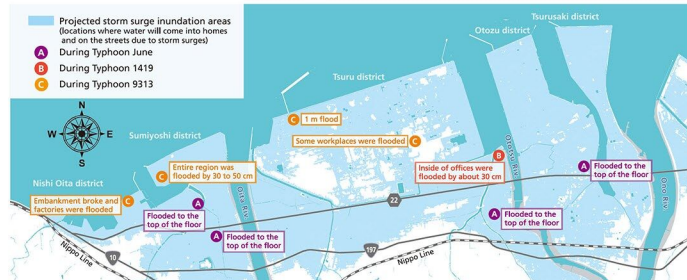 Projected storm surge inundation areas
(locations where water will come into homes
and on the streets due to storm surges)
A During Typhoon June
B During Typhoon 1419
C During Typhoon 9313
N
W E
S
Tsurusaki district
Otozu district
Tsuru district
C 1 m flood
Some workplaces were flooded C
Sumiyoshi district
C Entire region was
flooded by 30 to 50 cm
Nishi Oita district
Embankment broke and
factories were flooded C
A
Flooded to the
top of the floor
A Flooded to the
top of the floor
Oita Riv
B
Inside of offices were
flooded by about 30 cm
Ototsu Riv
A Flooded to the
top of the floor
A Flooded to the
top of the floor
Ono Riv
22
10
197
Nippo Line
Nippo Line